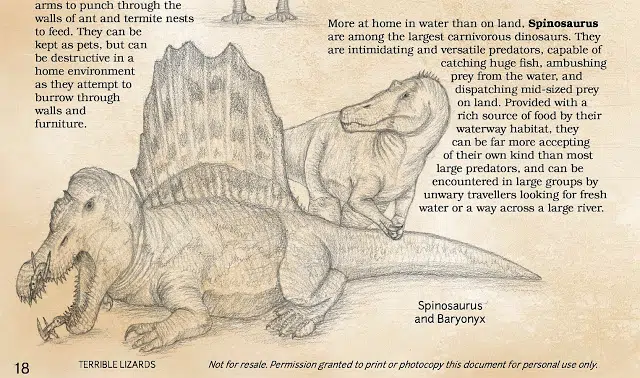 arms to punch through the
walls of ant and termite nests
to feed. They can be
kept as pets, but can
be destructive in a
home environment
as they attempt to
burrow through
walls and
furniture.
More at home in water than on land, Spinosaurus
are among the largest carnivorous dinosaurs. They
are intimidating and versatile predators, capable of
catching huge fish, ambushing
prey from the water, and
dispatching mid-sized prey
on land. Provided with a
rich source of food by their
waterway habitat, they
can be far more accepting
of their own kind than most
large predators, and can be
encountered in large groups by
unwary travellers looking for fresh
water or a way across a large river.
Spinosaurus
and Baryonyx
18
TERRIBLE LIZARDS
Not for resale. Permission granted to print or photocopy this document for personal use only.